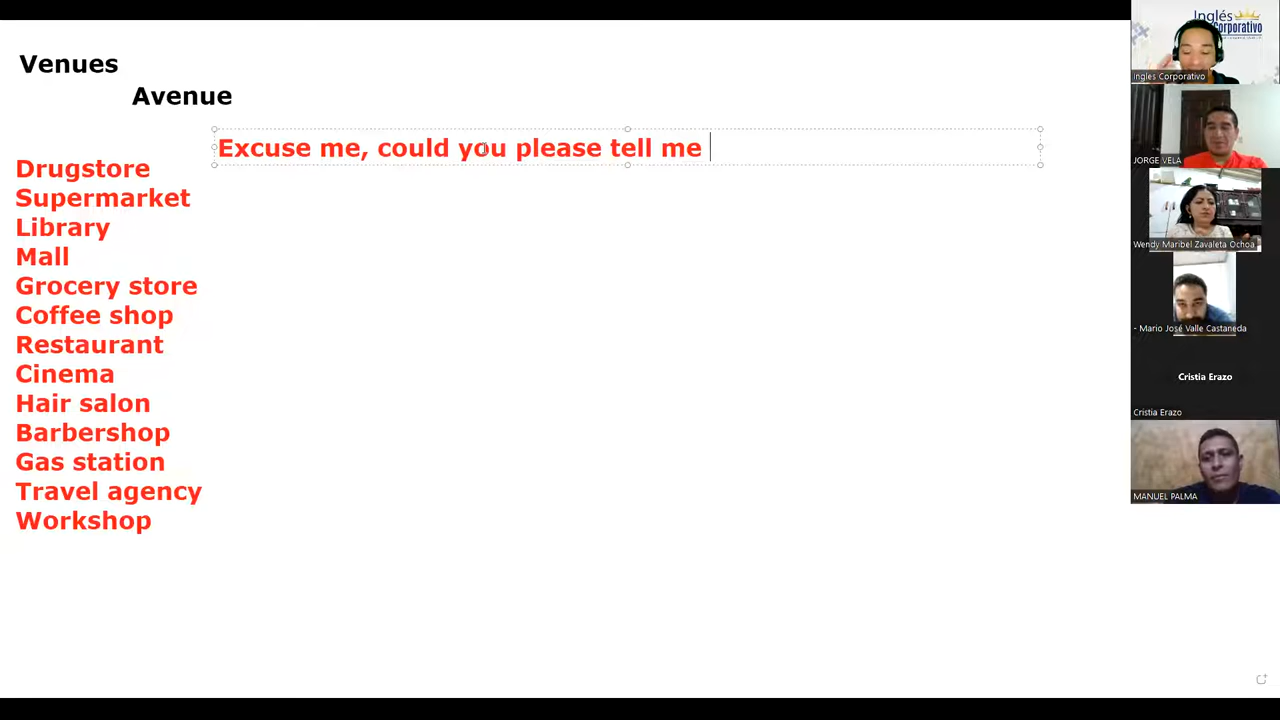 Venues
Avenue
Excuse me, could you please tell me
Drugstore
Supermarket
Library
Mall
Grocery store
Coffee shop
Restaurant
Cinema
Hair salon
Barbershop
Gas station
Travel agency
Workshop
Inglés
Corporativo
Ingles Corporativo
JORGE VELA
Wendy Maribel Zavaleta Ochoa
- Mario José Valle Castaneda
Cristia Erazo
Cristia Erazo
MANUEL PALMA